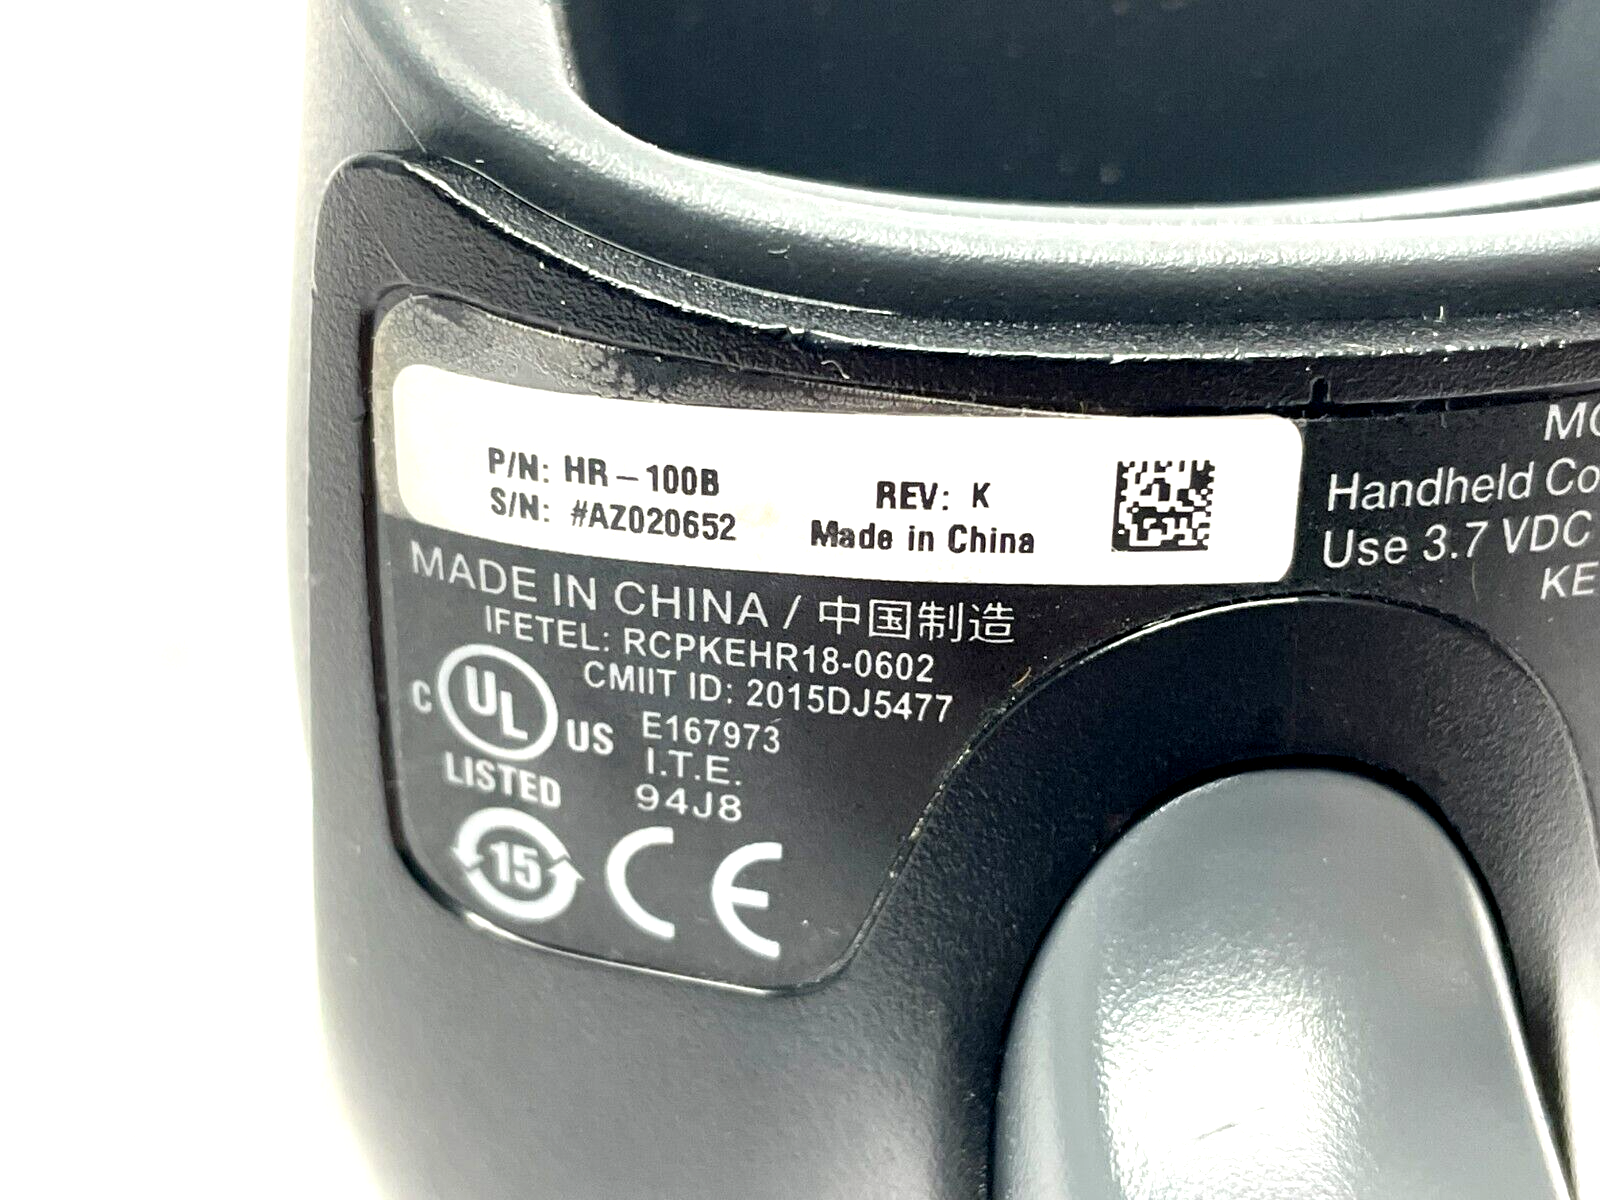 P/N: HR-100B
S/N: #AZ020652
REV: K
Made in China
MADE IN CHINA / 中国制造
IFETEL: RCPKEHR18-0602
CMIIT ID: 2015DJ5477
C UL US
LISTED
E167973
I.T.E.
94J8
15
CE
Handheld Co
Use 3.7 VDC
KE